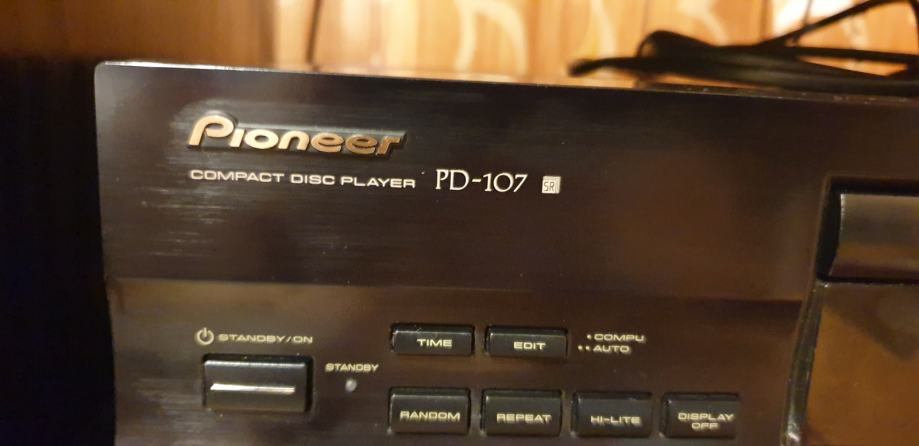 Pioneer
COMPACT DISC PLAYER PD-107 SR
STANDBY/ON
TIME
EDIT
• COMPU
•• AUTO
STANDBY
RANDOM
REPEAT
HI-LITE
DISPLAY
OFF